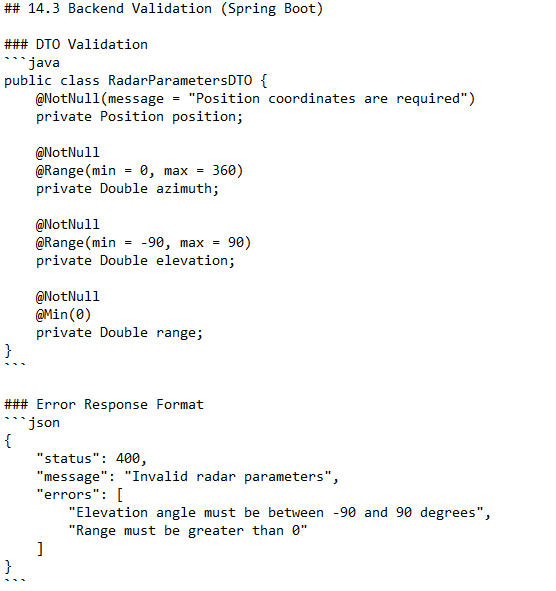 ## 14.3 Backend Validation (Spring Boot)

### DTO Validation
```java
public class RadarParametersDTO {
    @NotNull(message = "Position coordinates are required")
    private Position position;

    @NotNull
    @Range(min = 0, max = 360)
    private Double azimuth;

    @NotNull
    @Range(min = -90, max = 90)
    private Double elevation;

    @NotNull
    @Min(0)
    private Double range;
}
```

### Error Response Format
```json
{
    "status": 400,
    "message": "Invalid radar parameters",
    "errors": [
        "Elevation angle must be between -90 and 90 degrees",
        "Range must be greater than 0"
    ]
}
```